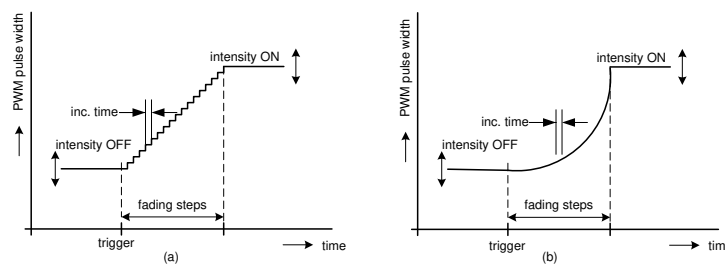 PWM pulse width
intensity ON
inc. time
intensity OFF
fading steps
trigger
time
(a)
PWM pulse width
intensity ON
inc. time
intensity OFF
fading steps
trigger
tim
(b)